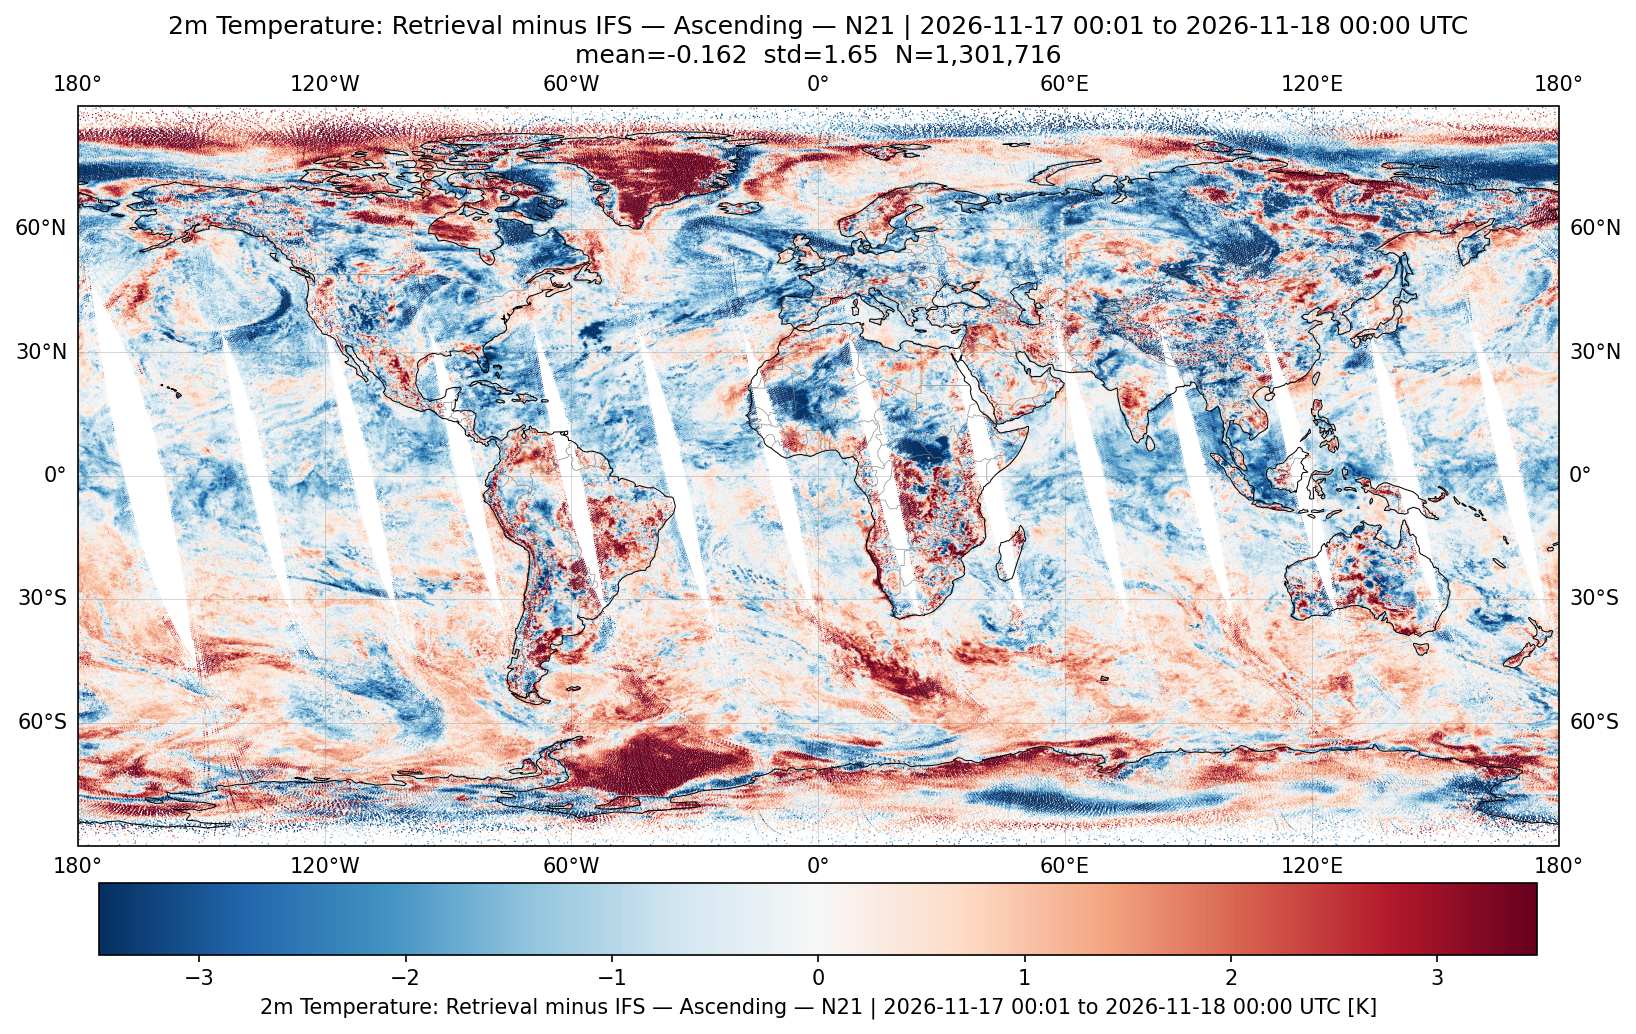 2m Temperature: Retrieval minus IFS — Ascending — N21 | 2026-11-17 00:01 to 2026-11-18 00:00 UTC
mean=-0.162  std=1.65  N=1,301,716
180° 120°W 60°W 0° 60°E 120°E 180°
60°N 60°N
30°N 30°N
0° 0°
30°S 30°S
60°S 60°S
180° 120°W 60°W 0° 60°E 120°E 180°
−3 −2 −1 0 1 2 3
2m Temperature: Retrieval minus IFS — Ascending — N21 | 2026-11-17 00:01 to 2026-11-18 00:00 UTC [K]